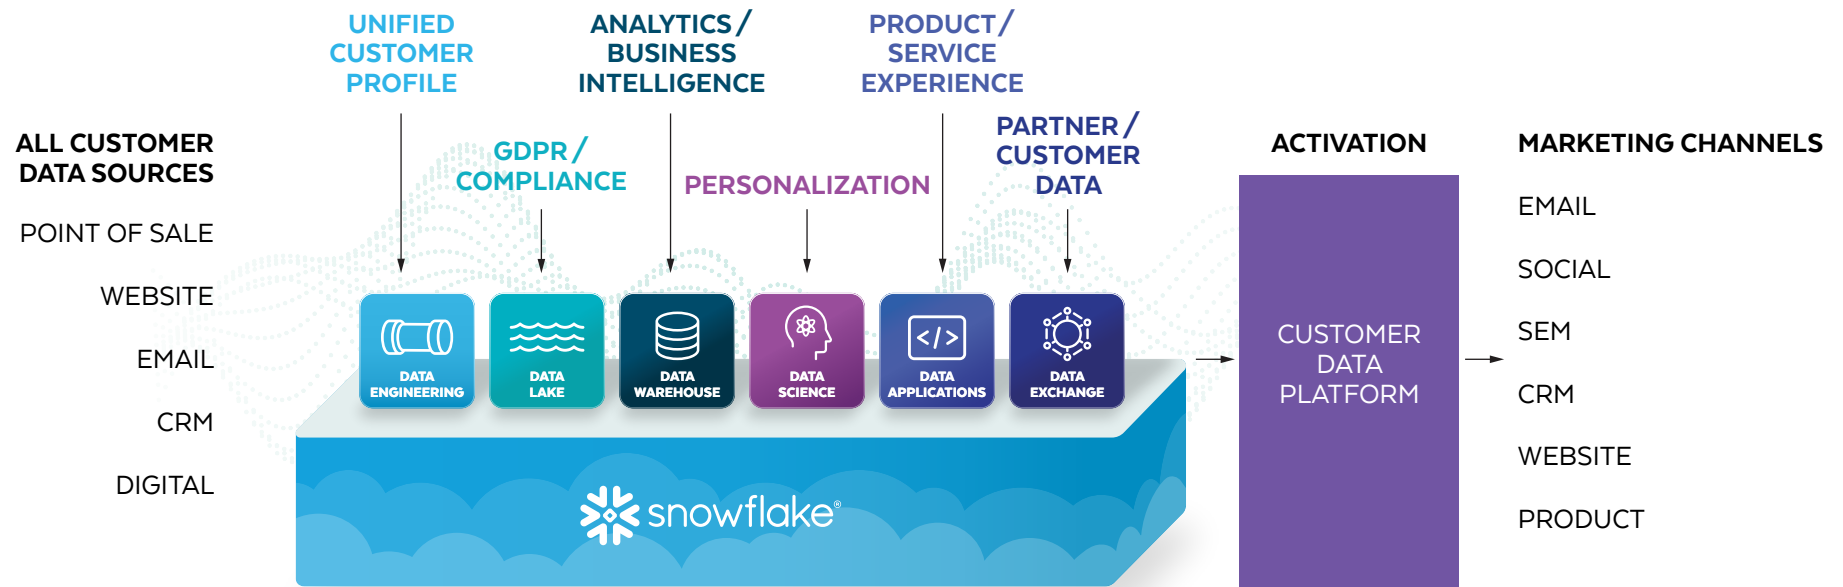 ALL CUSTOMER
DATA SOURCES
POINT OF SALE
WEBSITE
EMAIL
CRM
DIGITAL
UNIFIED
CUSTOMER
PROFILE
GDPR /
COMPLIANCE
ANALYTICS /
BUSINESS
INTELLIGENCE
PERSONALIZATION
PRODUCT /
SERVICE
EXPERIENCE
PARTNER /
CUSTOMER
DATA
DATA
ENGINEERING
DATA
LAKE
DATA
WAREHOUSE
DATA
SCIENCE
</>
DATA
APPLICATIONS
DATA
EXCHANGE
snowflake®
ACTIVATION
CUSTOMER
DATA
PLATFORM
MARKETING CHANNELS
EMAIL
SOCIAL
SEM
CRM
WEBSITE
PRODUCT